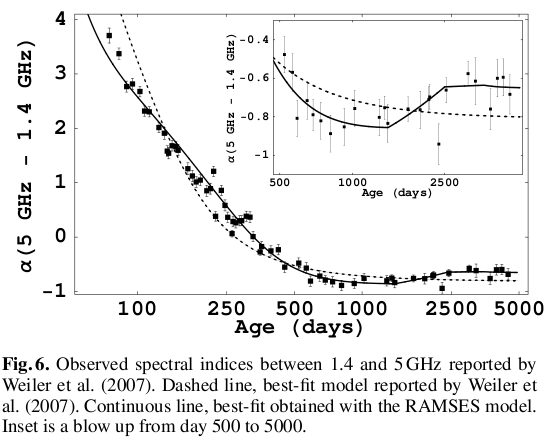 4
3
2
1
0
-1
α(5 GHz - 1.4 GHz)
100
250
500
1000
2500
5000
Age (days)
-0.4
-0.6
-0.8
-1
α(5 GHz - 1.4 GHz)
500
1000
2500
Age (days)
Fig. 6. Observed spectral indices between 1.4 and 5 GHz reported by
Weiler et al. (2007). Dashed line, best-fit model reported by Weiler et
al. (2007). Continuous line, best-fit obtained with the RAMSES model.
Inset is a blow up from day 500 to 5000.